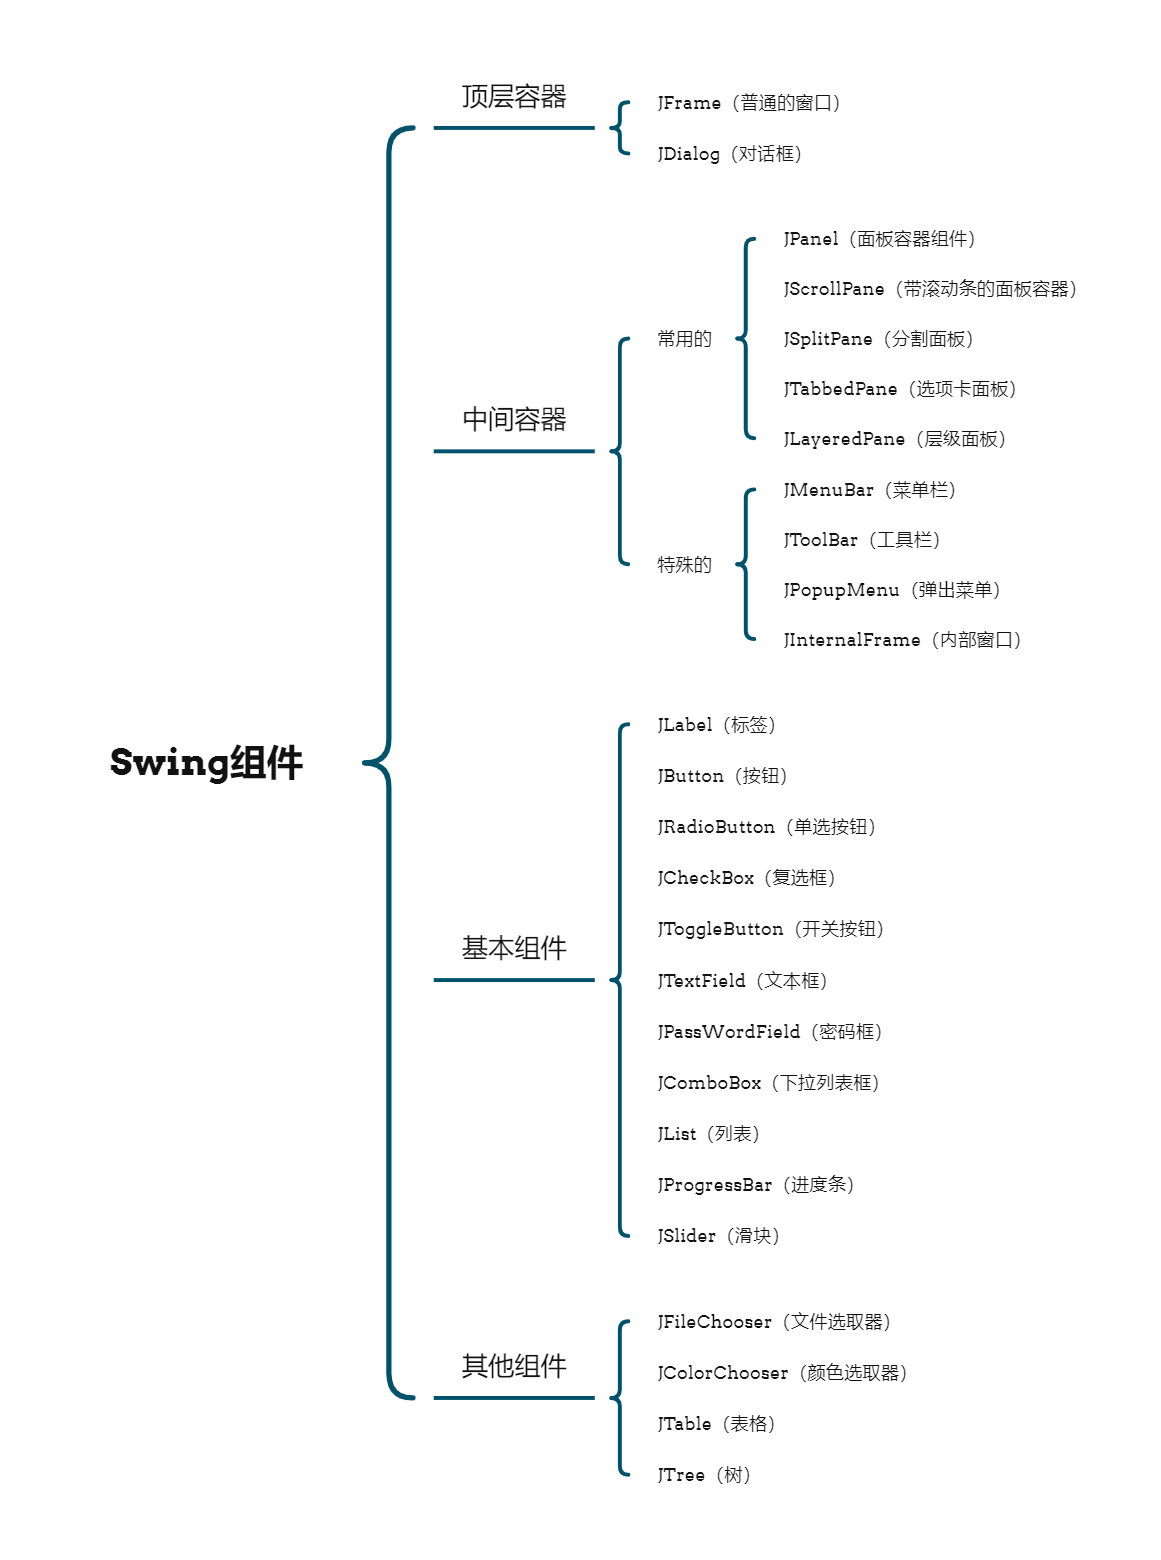 Swing组件
顶层容器
JFrame（普通的窗口）
JDialog（对话框）
中间容器
常用的
JPanel（面板容器组件）
JScrollPane（带滚动条的面板容器）
JSplitPane（分割面板）
JTabbedPane（选项卡面板）
JLayeredPane（层级面板）
特殊的
JMenuBar（菜单栏）
JToolBar（工具栏）
JPopupMenu（弹出菜单）
JInternalFrame（内部窗口）
基本组件
JLabel（标签）
JButton（按钮）
JRadioButton（单选按钮）
JCheckBox（复选框）
JToggleButton（开关按钮）
JTextField（文本框）
JPassWordField（密码框）
JComboBox（下拉列表框）
JList（列表）
JProgressBar（进度条）
JSlider（滑块）
其他组件
JFileChooser（文件选取器）
JColorChooser（颜色选取器）
JTable（表格）
JTree（树）